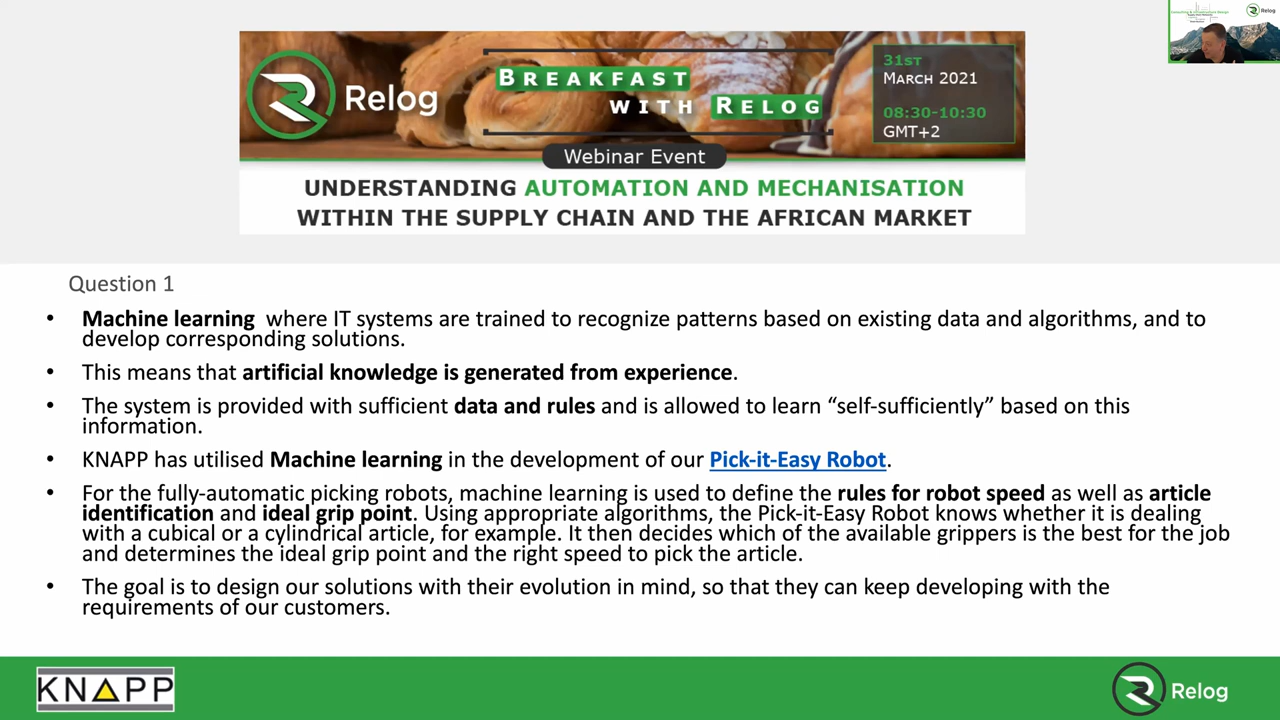 Relog
BREAKFAST
WITH RELOG
31ST
MARCH 2021
08:30-10:30
GMT+2
Webinar Event
UNDERSTANDING AUTOMATION AND MECHANISATION
WITHIN THE SUPPLY CHAIN AND THE AFRICAN MARKET
Relog
Question 1
• Machine learning where IT systems are trained to recognize patterns based on existing data and algorithms, and to
develop corresponding solutions.
• This means that artificial knowledge is generated from experience.
• The system is provided with sufficient data and rules and is allowed to learn “self-sufficiently” based on this
information.
• KNAPP has utilised Machine learning in the development of our Pick-it-Easy Robot.
• For the fully-automatic picking robots, machine learning is used to define the rules for robot speed as well as article
identification and ideal grip point. Using appropriate algorithms, the Pick-it-Easy Robot knows whether it is dealing
with a cubical or a cylindrical article, for example. It then decides which of the available grippers is the best for the job
and determines the ideal grip point and the right speed to pick the article.
• The goal is to design our solutions with their evolution in mind, so that they can keep developing with the
requirements of our customers.
KNAPP
Relog